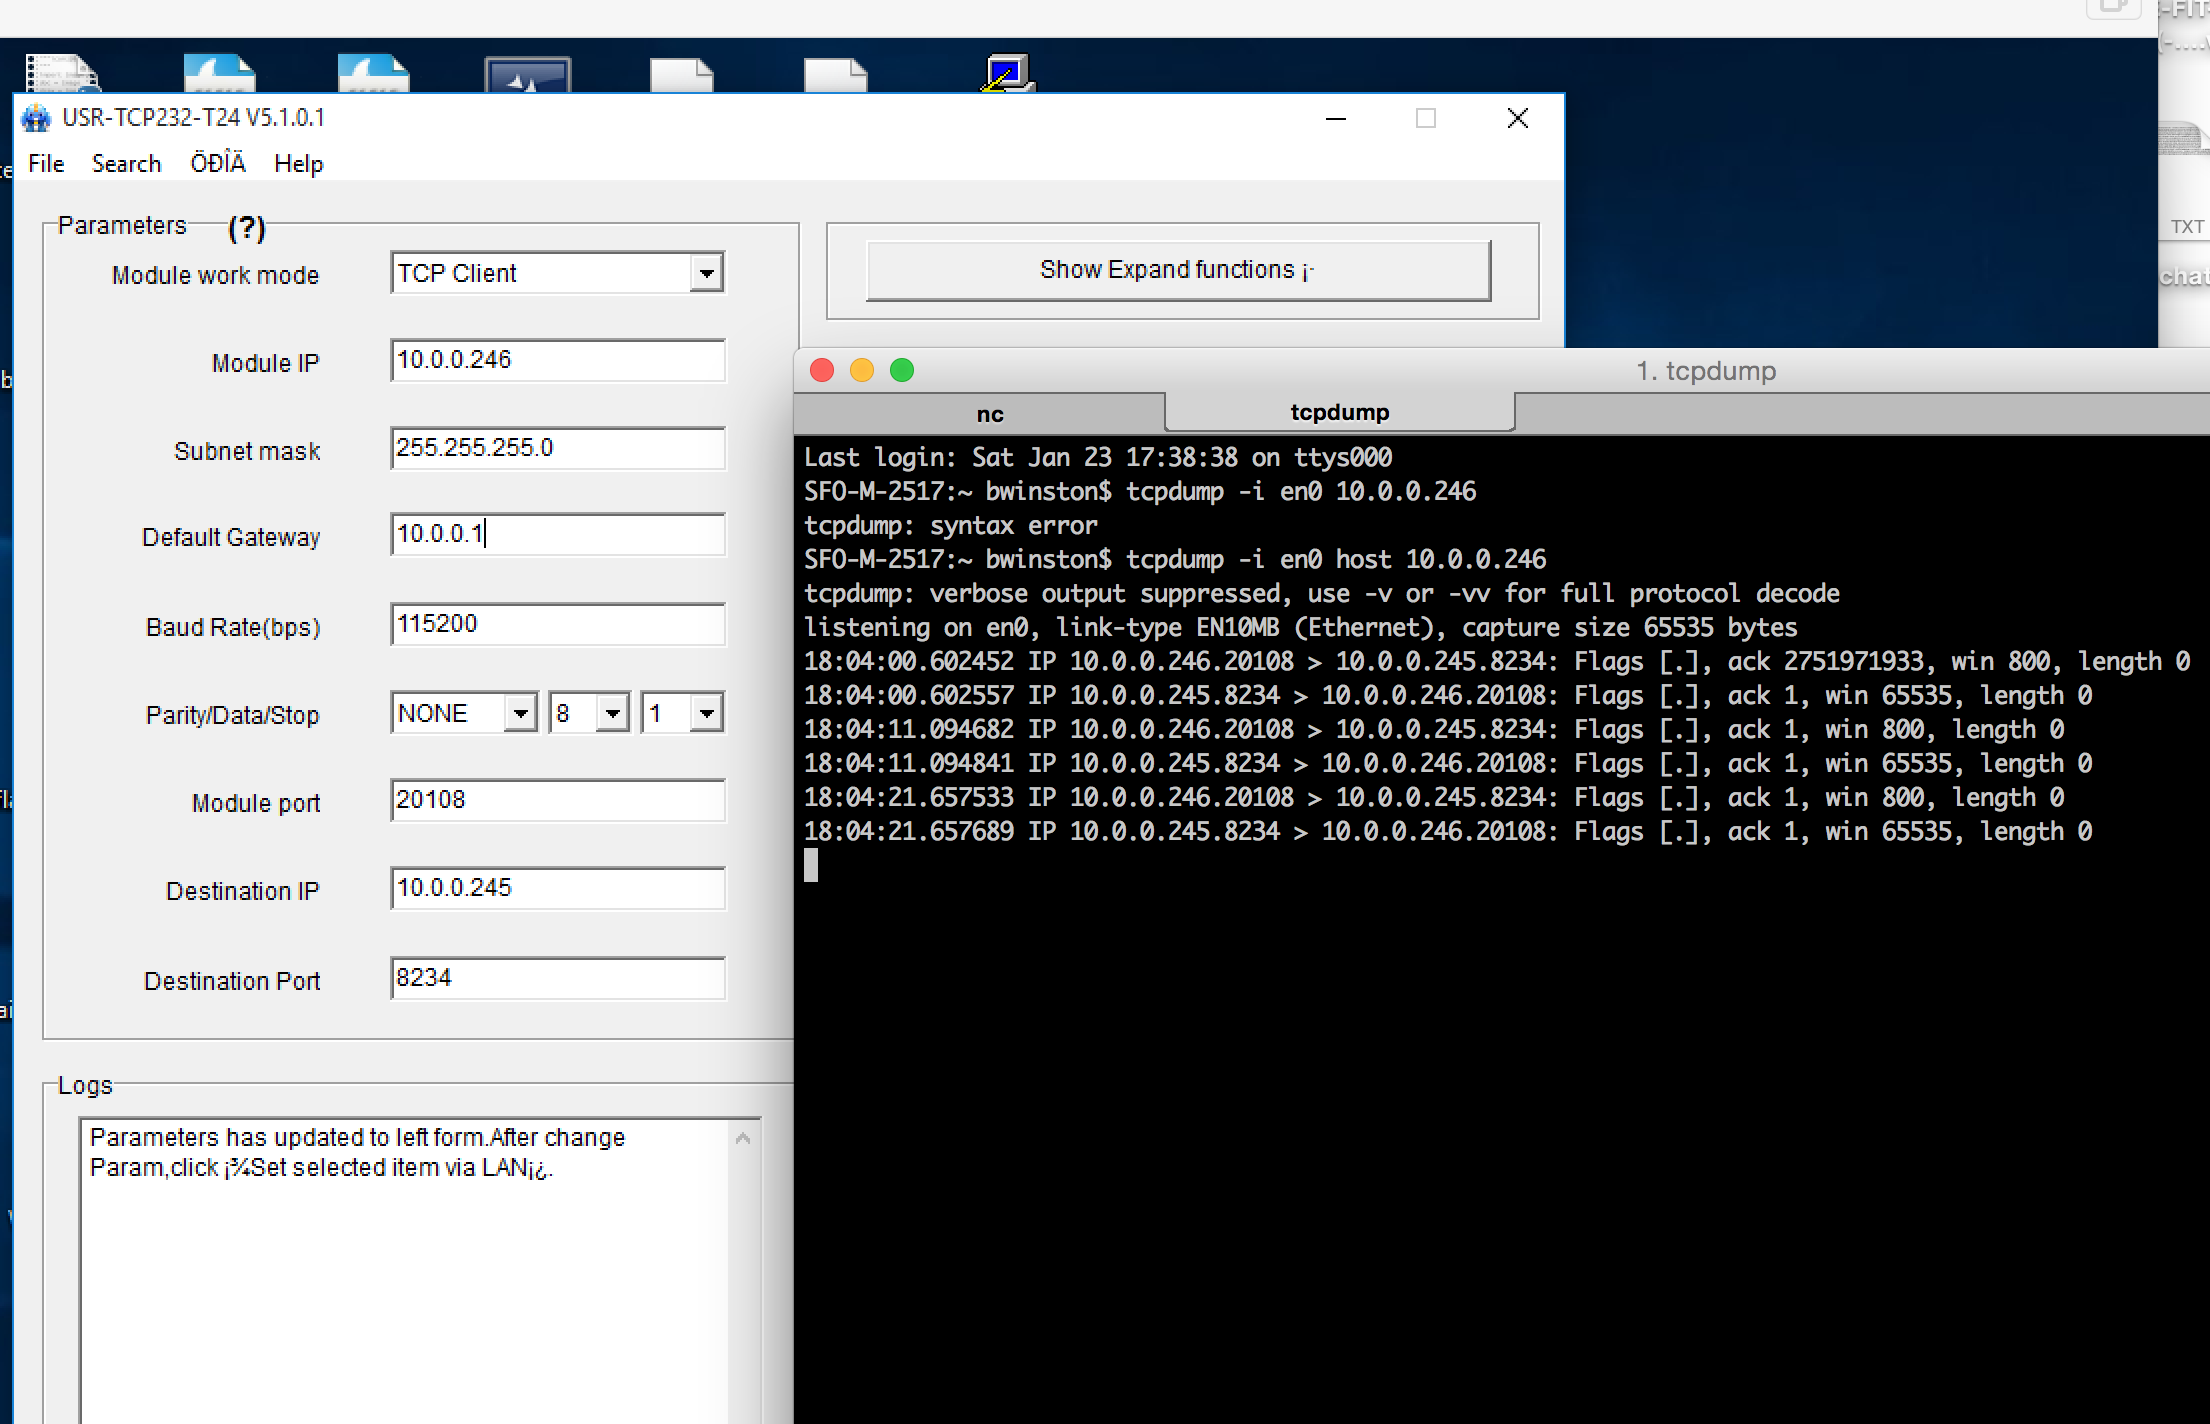 -FIT-
(-....v
USR-TCP232-T24 V5.1.0.1
File Search ÖÐÎÄ Help
Parameters (?)
Module work mode TCP Client
Show Expand functions ¡-
Module IP 10.0.0.246
Subnet mask 255.255.255.0
Default Gateway 10.0.0.1
Baud Rate(bps) 115200
Parity/Data/Stop NONE 8 1
Module port 20108
Destination IP 10.0.0.245
Destination Port 8234
Logs
Parameters has updated to left form.After change
Param,click ¡¾Set selected item via LAN¡¿.
TXT
chat
1. tcpdump
nc tcpdump
Last login: Sat Jan 23 17:38:38 on ttys000
SFO-M-2517:~ bwinston$ tcpdump -i en0 10.0.0.246
tcpdump: syntax error
SFO-M-2517:~ bwinston$ tcpdump -i en0 host 10.0.0.246
tcpdump: verbose output suppressed, use -v or -vv for full protocol decode
listening on en0, link-type EN10MB (Ethernet), capture size 65535 bytes
18:04:00.602452 IP 10.0.0.246.20108 > 10.0.0.245.8234: Flags [.], ack 2751971933, win 800, length 0
18:04:00.602557 IP 10.0.0.245.8234 > 10.0.0.246.20108: Flags [.], ack 1, win 65535, length 0
18:04:11.094682 IP 10.0.0.246.20108 > 10.0.0.245.8234: Flags [.], ack 1, win 800, length 0
18:04:11.094841 IP 10.0.0.245.8234 > 10.0.0.246.20108: Flags [.], ack 1, win 65535, length 0
18:04:21.657533 IP 10.0.0.246.20108 > 10.0.0.245.8234: Flags [.], ack 1, win 800, length 0
18:04:21.657689 IP 10.0.0.245.8234 > 10.0.0.246.20108: Flags [.], ack 1, win 65535, length 0